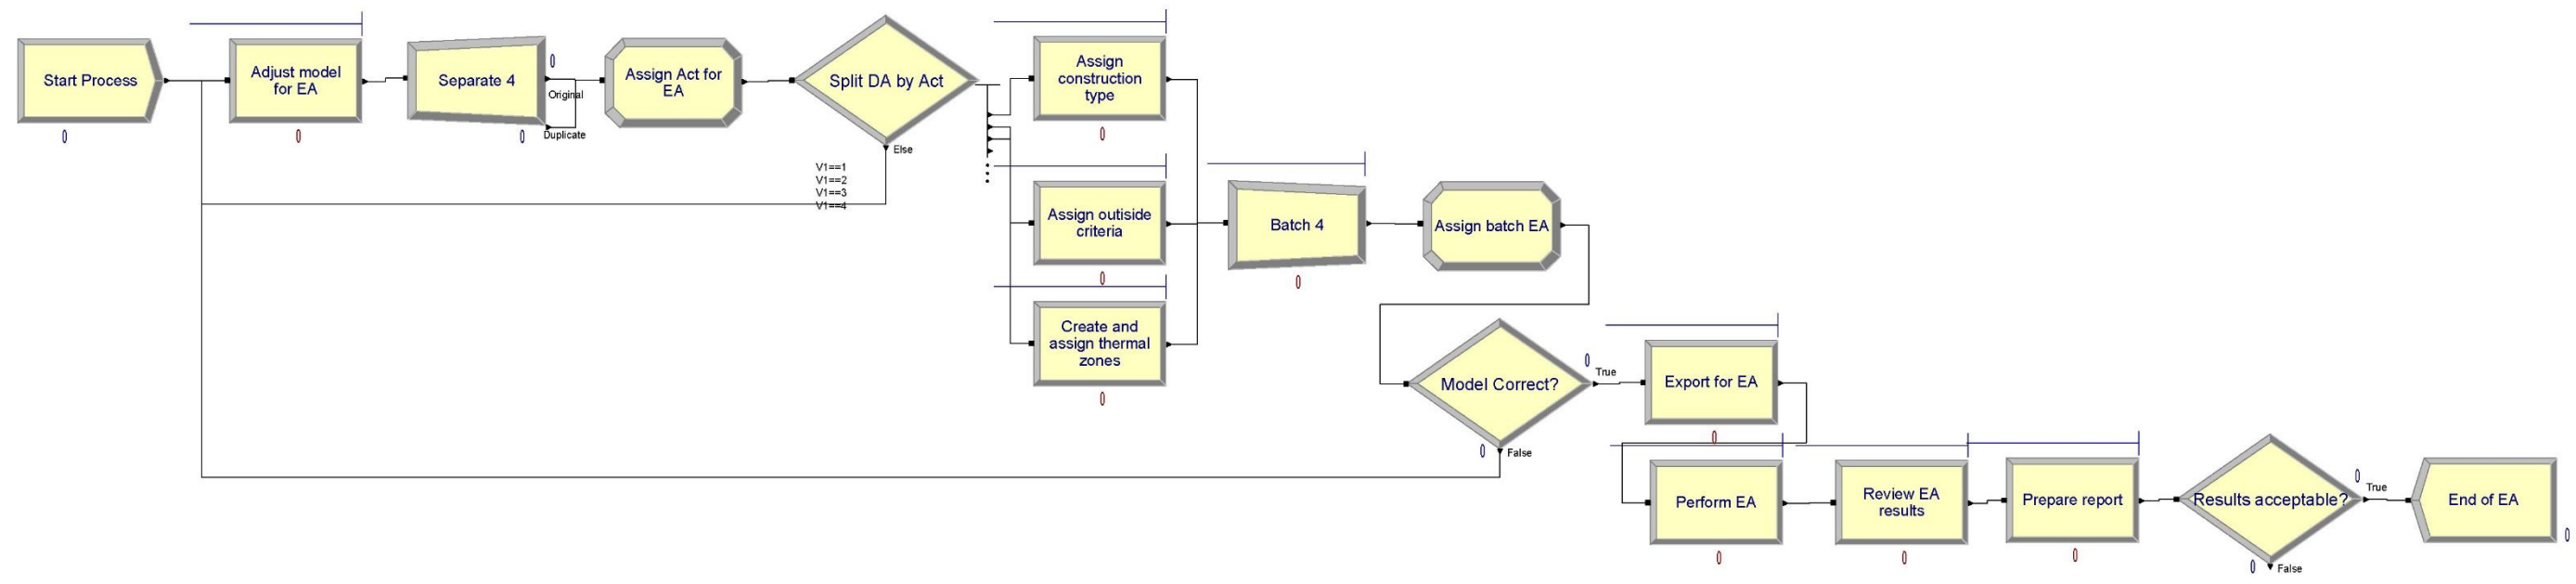 Start Process
0
Adjust model
for EA
0
Separate 4
0
Original
0
Duplicate
Assign Act for
EA
Split DA by Act
Else
V1==1
V1==2
V1==3
V1==4
Assign
construction
type
0
Assign outiside
criteria
0
Create and
assign thermal
zones
0
Batch 4
0
Assign batch EA
Model Correct?
0
True
0
False
Export for EA
0
Perform EA
0
Review EA
results
0
Prepare report
0
Results acceptable?
0
True
0
False
End of EA
0